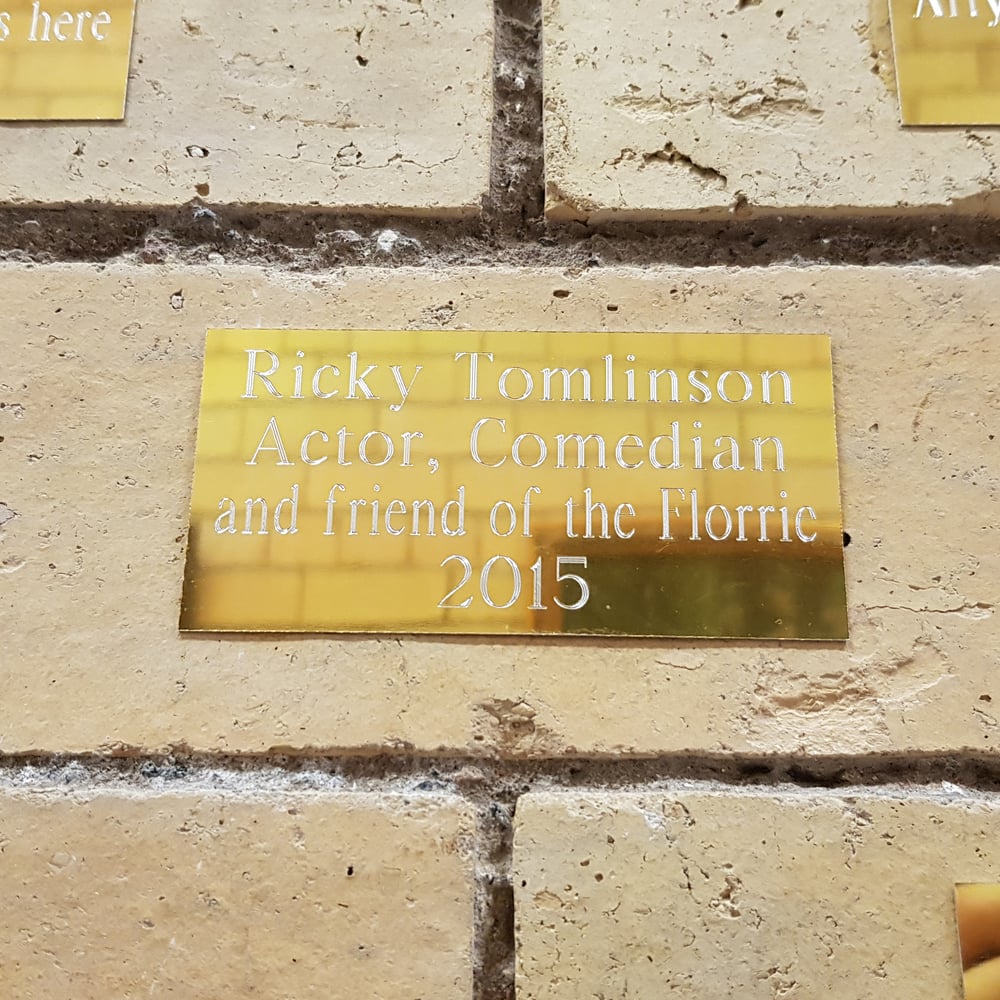 s here
Ricky Tomlinson
Actor, Comedian
and friend of the Florrie
2015